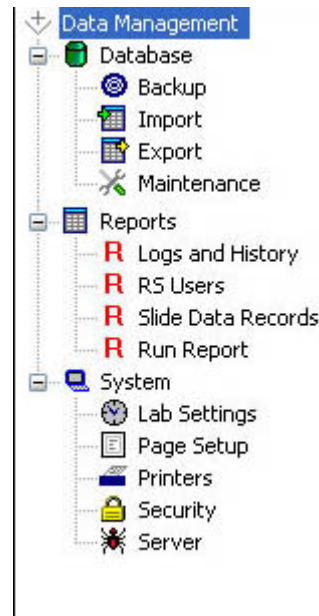 Data Management
Database
Backup
Import
Export
Maintenance
Reports
R Logs and History
R RS Users
R Slide Data Records
R Run Report
System
Lab Settings
Page Setup
Printers
Security
Server